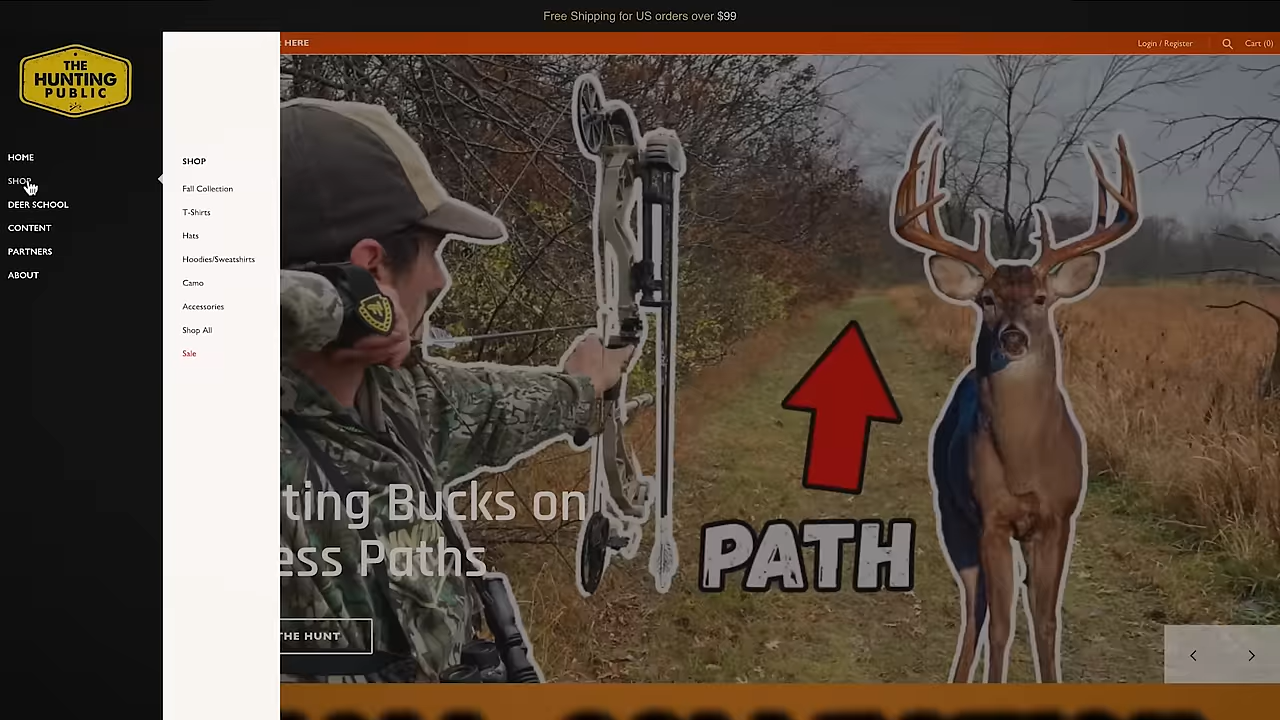 Free Shipping for US orders over $99
HERE
Login / Register
Cart (0)
THE
HUNTING
PUBLIC
HOME
SHOP
DEER SCHOOL
CONTENT
PARTNERS
ABOUT
SHOP
Fall Collection
T-Shirts
Hats
Hoodies/Sweatshirts
Camo
Accessories
Shop All
Sale
ting Bucks on
ess Paths
THE HUNT
PATH